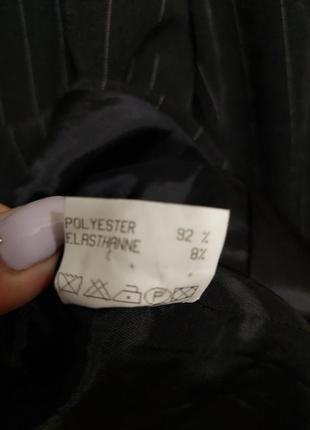 POLYESTER 92 %
ELASTHANNE 8%
P